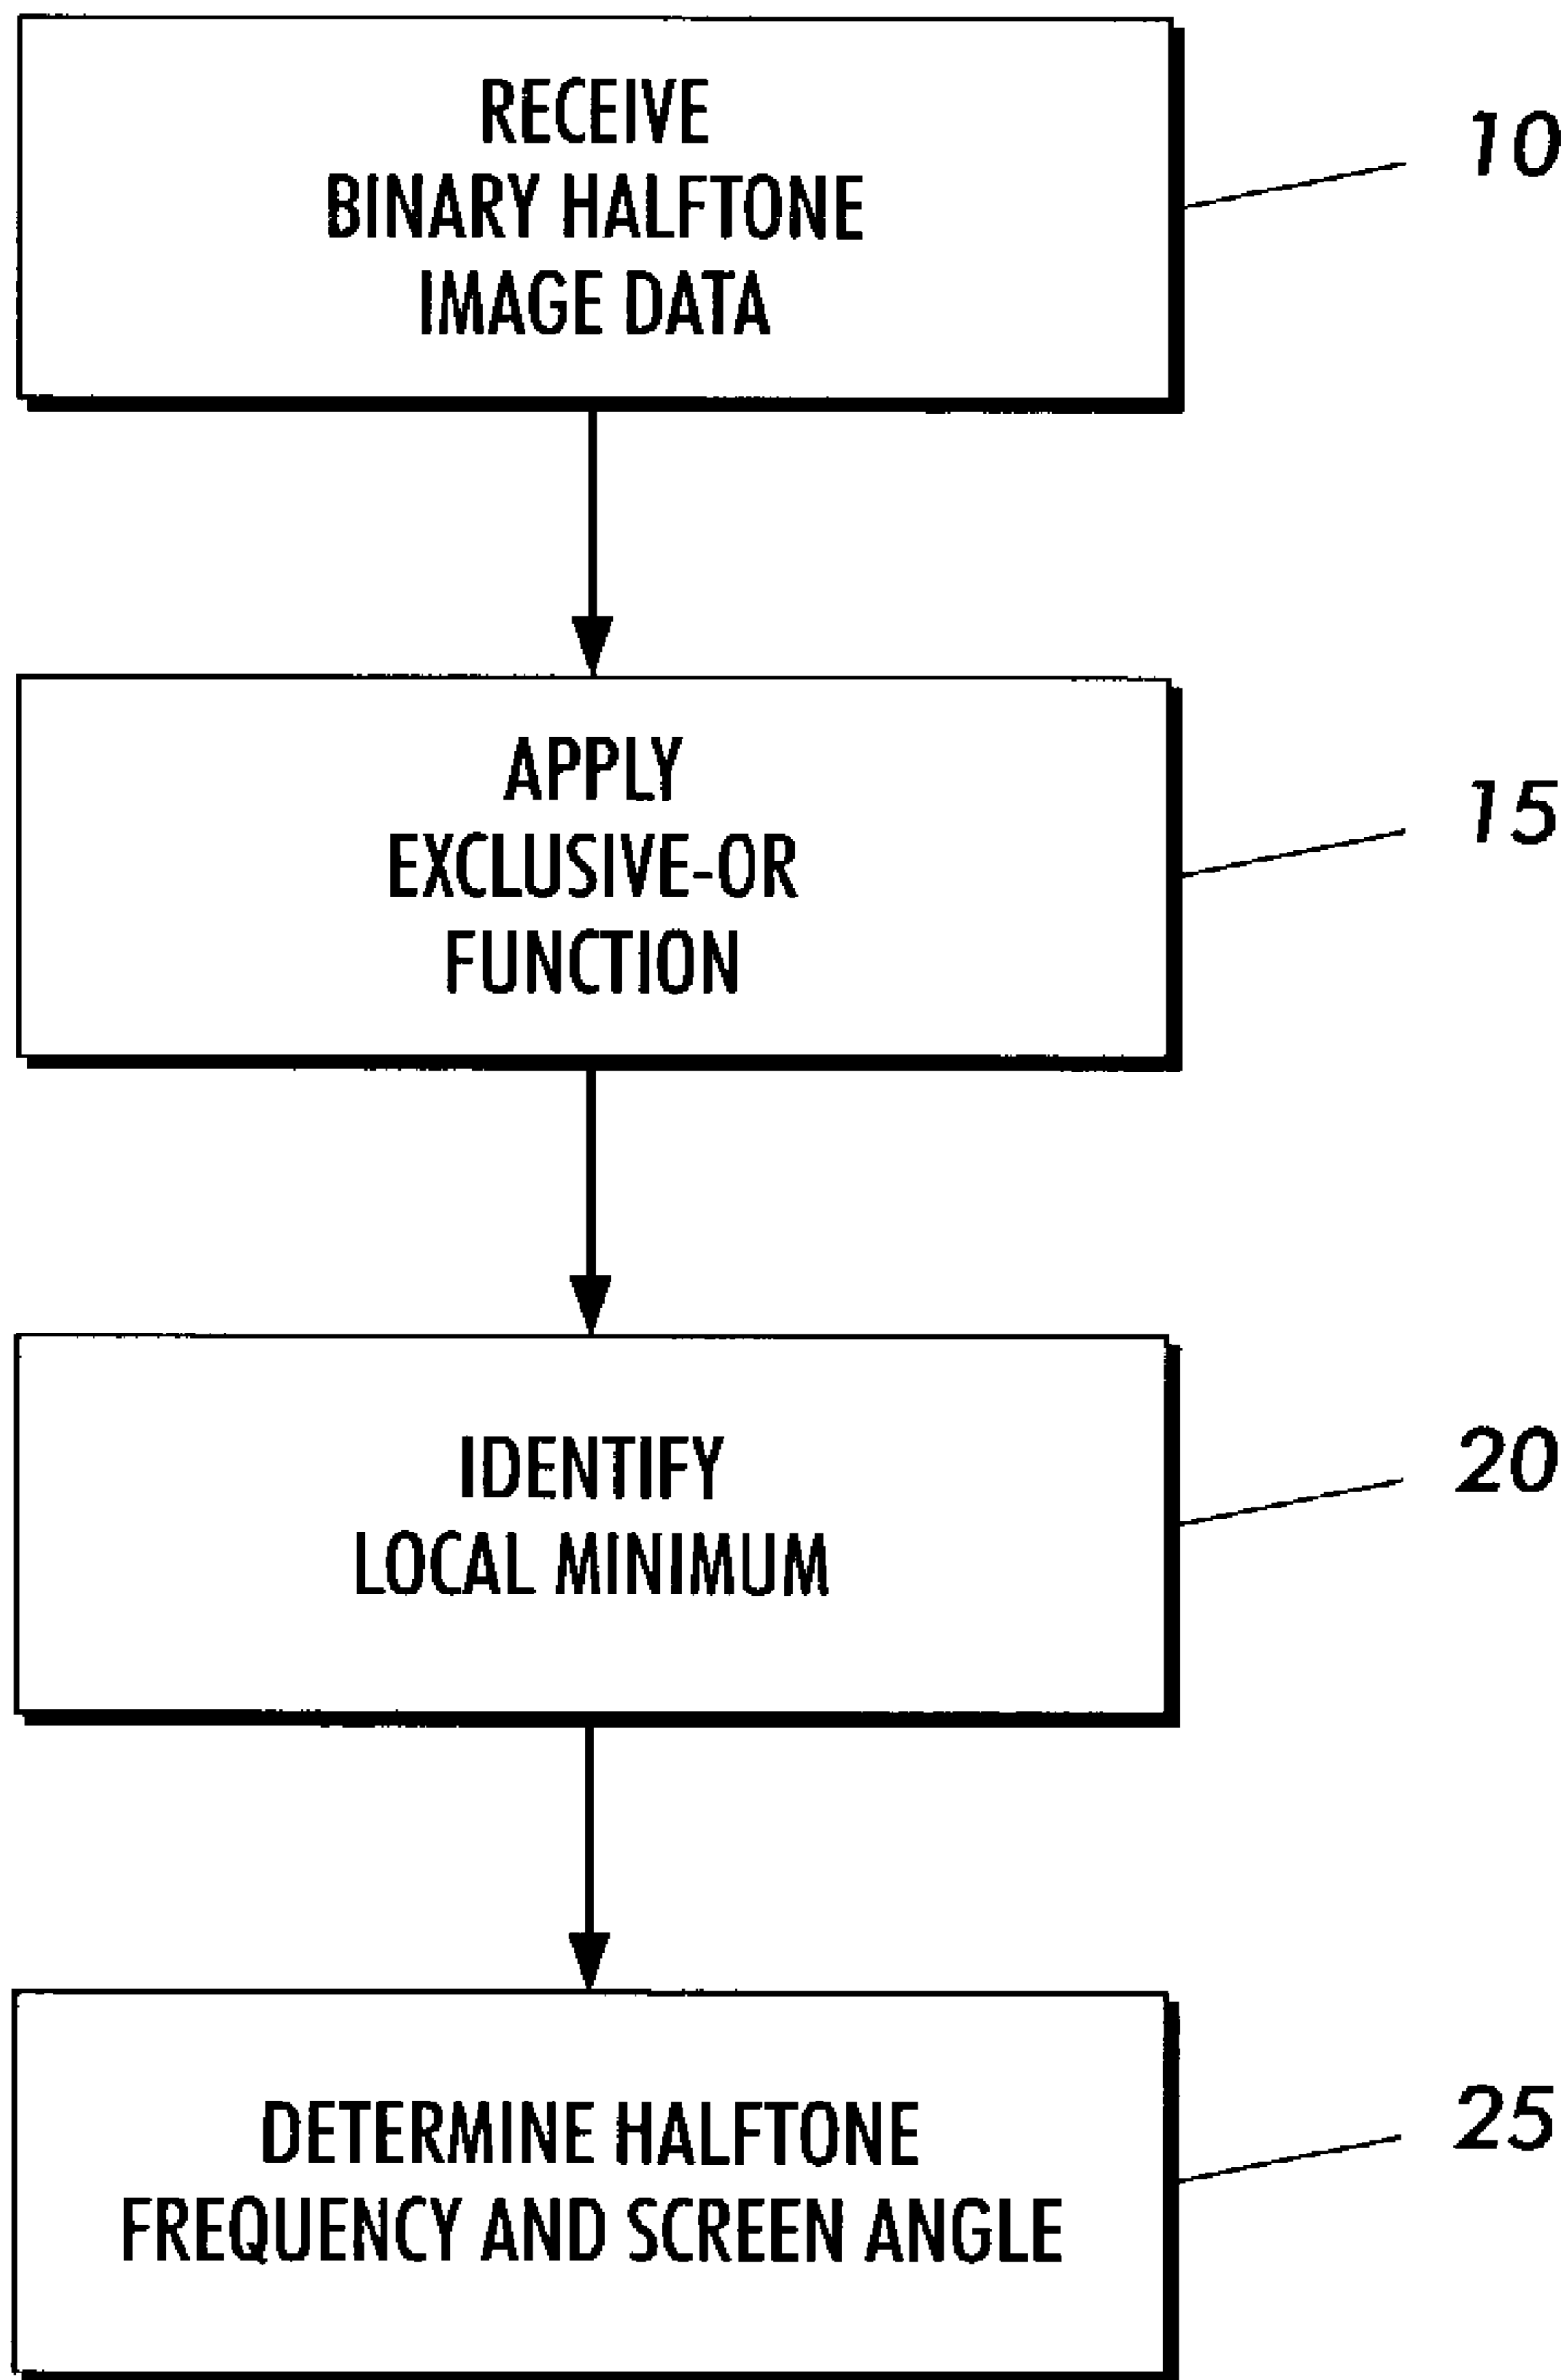 RECEIVE
BINARY HALFTONE
IMAGE DATA
10
APPLY
EXCLUSIVE-OR
FUNCTION
15
IDENTIFY
LOCAL MINIMUM
20
DETERMINE HALFTONE
FREQUENCY AND SCREEN ANGLE
25